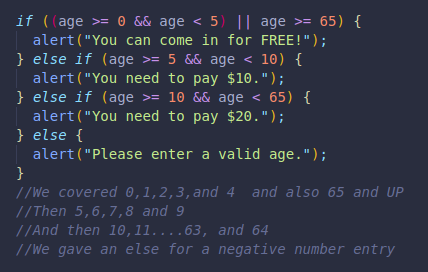 if ((age >= 0 && age < 5) || age >= 65) {
  alert("You can come in for FREE!");
} else if (age >= 5 && age < 10) {
  alert("You need to pay $10.");
} else if (age >= 10 && age < 65) {
  alert("You need to pay $20.");
} else {
  alert("Please enter a valid age.");
}
//We covered 0,1,2,3,and 4  and also 65 and UP
//Then 5,6,7,8 and 9
//And then 10,11....63, and 64
//We gave an else for a negative number entry